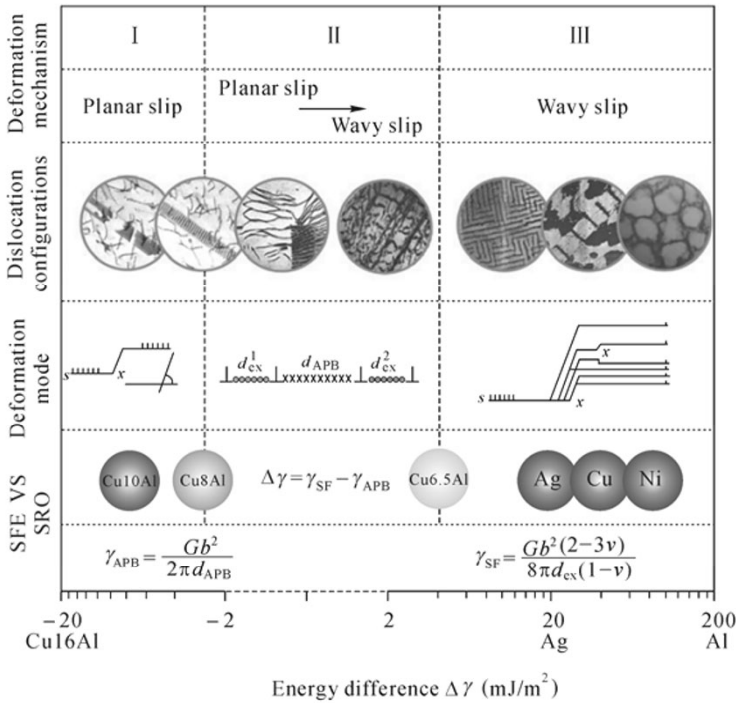 Deformation mechanism
I
II
III
Planar slip
Planar slip
Wavy slip
Wavy slip
Dislocation configurations
Deformation mode
s
x
d¹ex
dAPB
d²ex
xxxxxxxxxxx
s
x
x
SFE VS SRO
Cu10Al
Cu8Al
Δγ = γSF − γAPB
Cu6.5Al
Ag
Cu
Ni
γAPB = Gb² / 2πdAPB
γSF = Gb²(2−3ν) / 8πdex(1−ν)
−20
−2
2
20
200
Cu16Al
Ag
Al
Energy difference Δγ (mJ/m²)